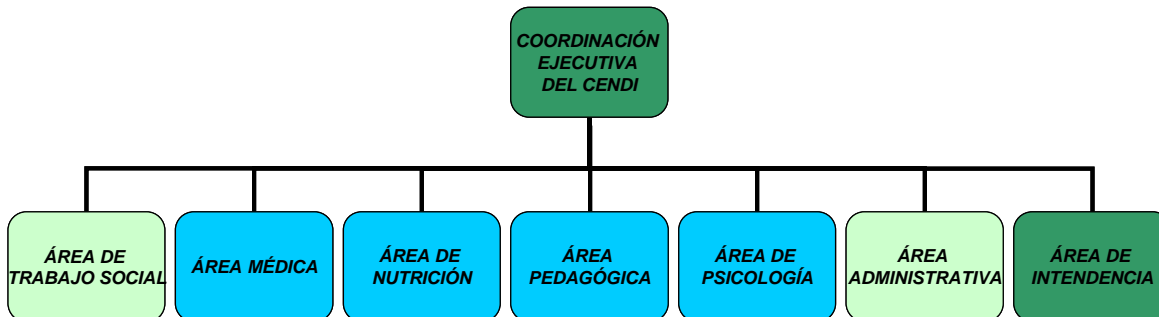 COORDINACIÓN
EJECUTIVA
DEL CENDI
ÁREA DE
TRABAJO SOCIAL
ÁREA MÉDICA
ÁREA DE
NUTRICIÓN
ÁREA
PEDAGÓGICA
ÁREA DE
PSICOLOGÍA
ÁREA
ADMINISTRATIVA
ÁREA DE
INTENDENCIA